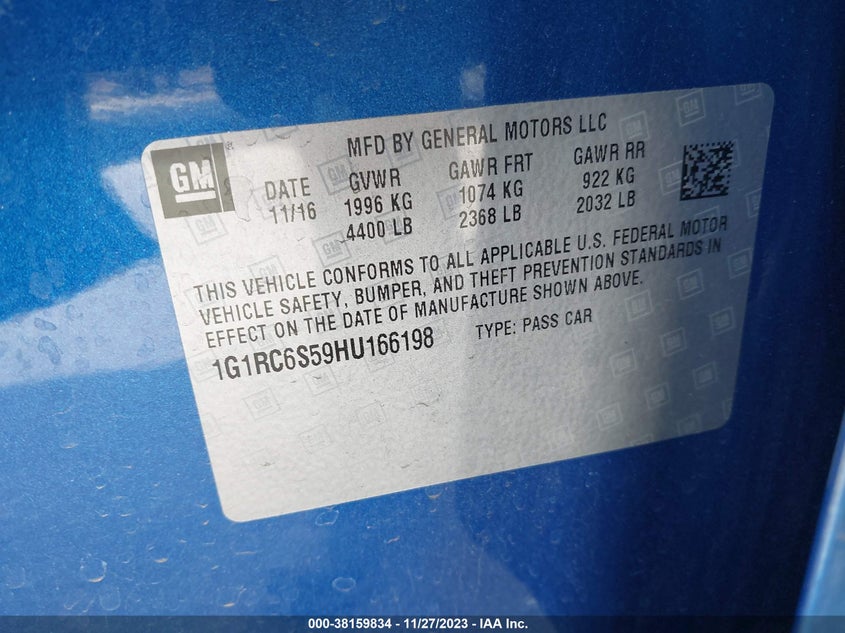 GM
MFD BY GENERAL MOTORS LLC
DATE GVWR GAWR FRT GAWR RR
11/16 1996 KG 1074 KG 922 KG
4400 LB 2368 LB 2032 LB
THIS VEHICLE CONFORMS TO ALL APPLICABLE U.S. FEDERAL MOTOR
VEHICLE SAFETY, BUMPER, AND THEFT PREVENTION STANDARDS IN
EFFECT ON THE DATE OF MANUFACTURE SHOWN ABOVE.
1G1RC6S59HU166198 TYPE: PASS CAR
000-38159834 - 11/27/2023 - IAA Inc.